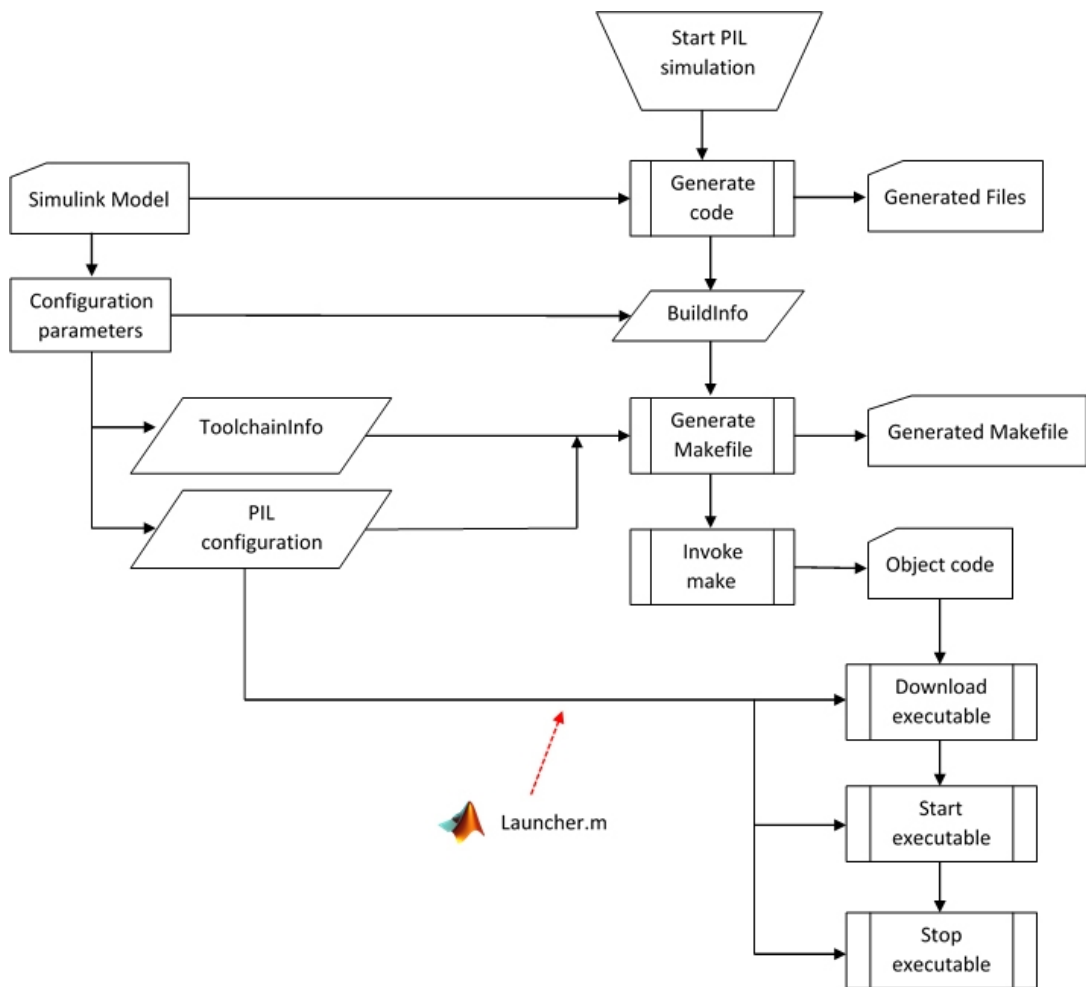 Start PIL
simulation
Simulink Model
Generate
code
Generated Files
Configuration
parameters
BuildInfo
ToolchainInfo
Generate
Makefile
Generated Makefile
PIL
configuration
Invoke
make
Object code
Download
executable
Launcher.m
Start
executable
Stop
executable